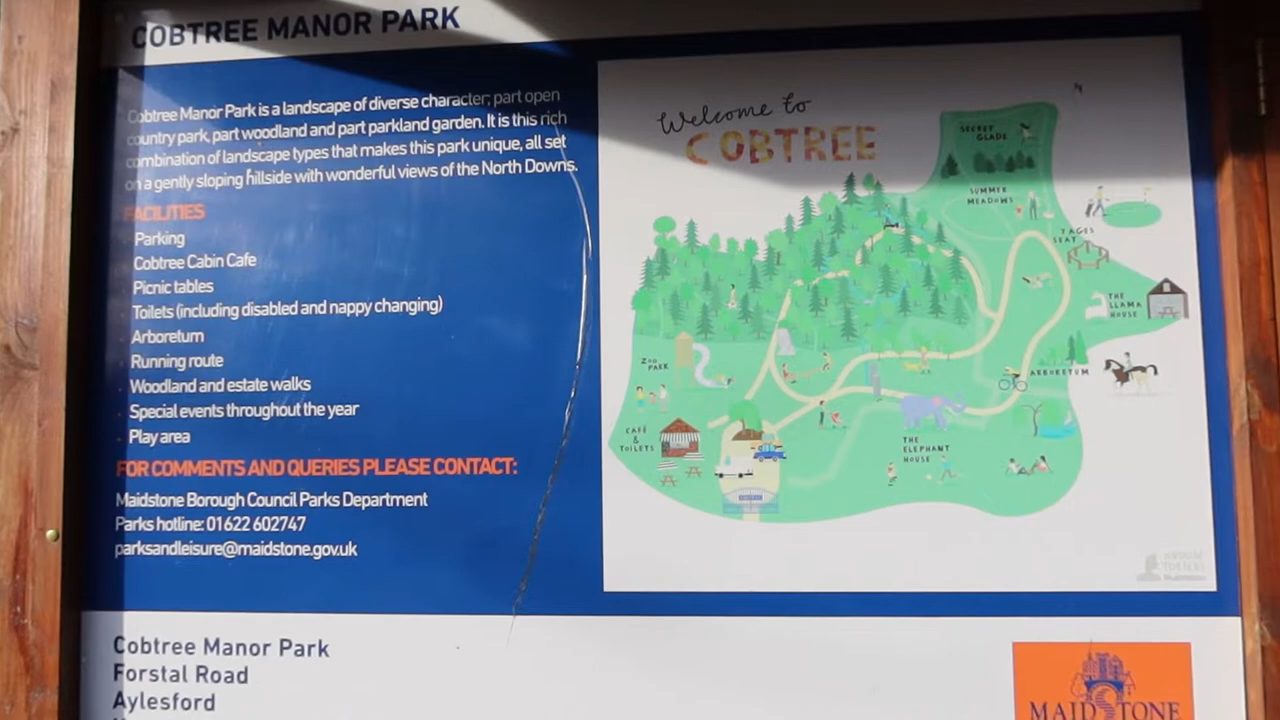 COBTREE MANOR PARK
Cobtree Manor Park is a landscape of diverse character; part open
country park, part woodland and part parkland garden. It is this rich
combination of landscape types that makes this park unique, all set
on a gently sloping hillside with wonderful views of the North Downs.
FACILITIES
Parking
Cobtree Cabin Cafe
Picnic tables
Toilets (including disabled and nappy changing)
Arboretum
Running route
Woodland and estate walks
Special events throughout the year
Play area
FOR COMMENTS AND QUERIES PLEASE CONTACT:
Maidstone Borough Council Parks Department
Parks hotline: 01622 602747
parksandleisure@maidstone.gov.uk
Welcome to
COBTREE
SECRET
GLADE
SUMMER
MEADOWS
7 AGES
SEAT
THE
LLAMA
HOUSE
ZOO
PARK
ARBORETUM
CAFÉ
&
TOILETS
THE
ELEPHANT
HOUSE
Cobtree Manor Park
Forstal Road
Aylesford
MAIDSTONE